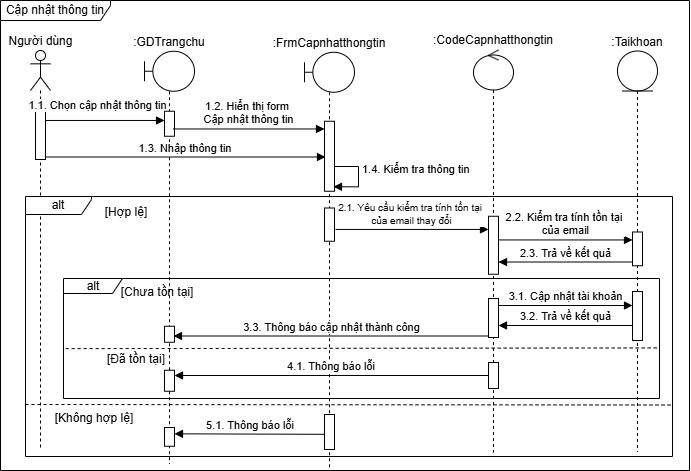 Cập nhật thông tin
Người dùng
:GDTrangchu
:FrmCapnhatthongtin
:CodeCapnhatthongtin
:Taikhoan
1.1. Chọn cập nhật thông tin
1.2. Hiển thị form
Cập nhật thông tin
1.3. Nhập thông tin
1.4. Kiểm tra thông tin
alt
[Hợp lệ]
2.1. Yêu cầu kiểm tra tính tồn tại
của email thay đổi
2.2. Kiểm tra tính tồn tại
của email
2.3. Trả về kết quả
alt
[Chưa tồn tại]
3.1. Cập nhật tài khoản
3.2. Trả về kết quả
3.3. Thông báo cập nhật thành công
[Đã tồn tại]
4.1. Thông báo lỗi
[Không hợp lệ]
5.1. Thông báo lỗi